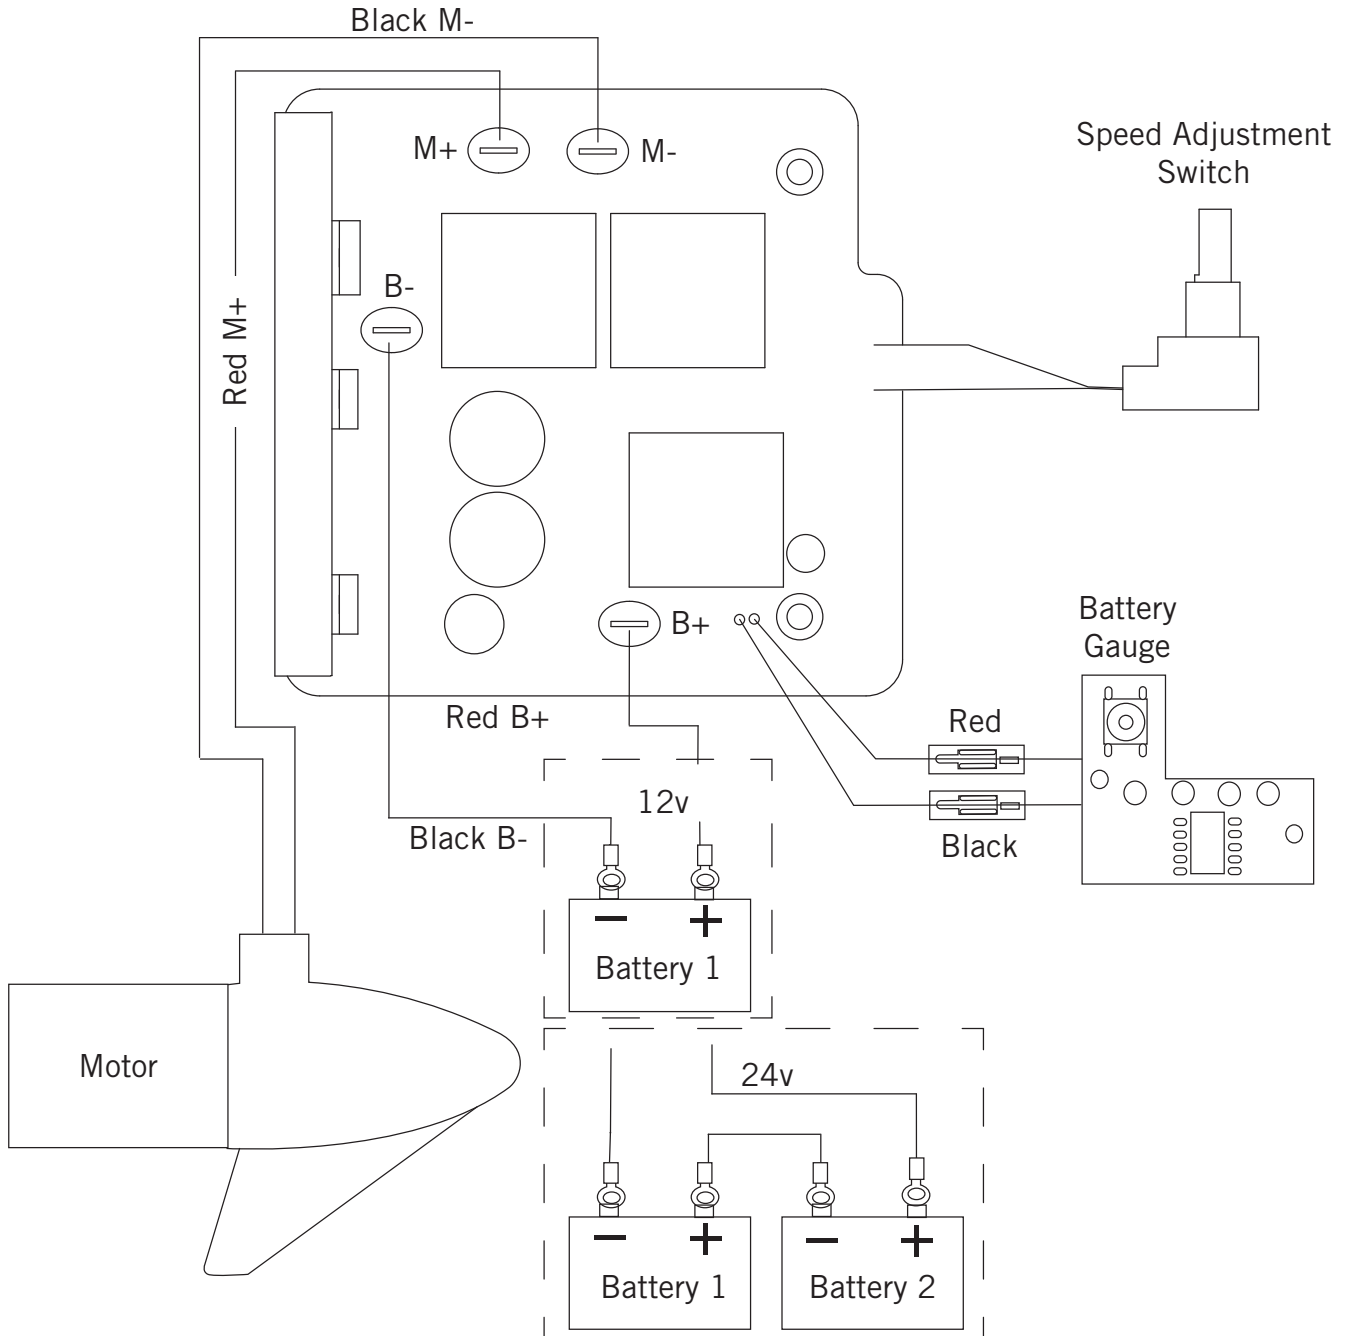 Black M-
M+
M-
Speed Adjustment
Switch
B-
Red M+
B+
Battery
Gauge
Red B+
Red
12v
Black B-
Black
Battery 1
Motor
24v
Battery 1
Battery 2